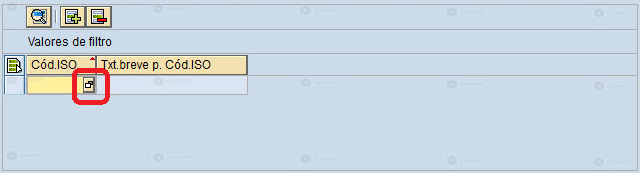 Valores de filtro
Cód.ISO Txt.breve p. Cód.ISO